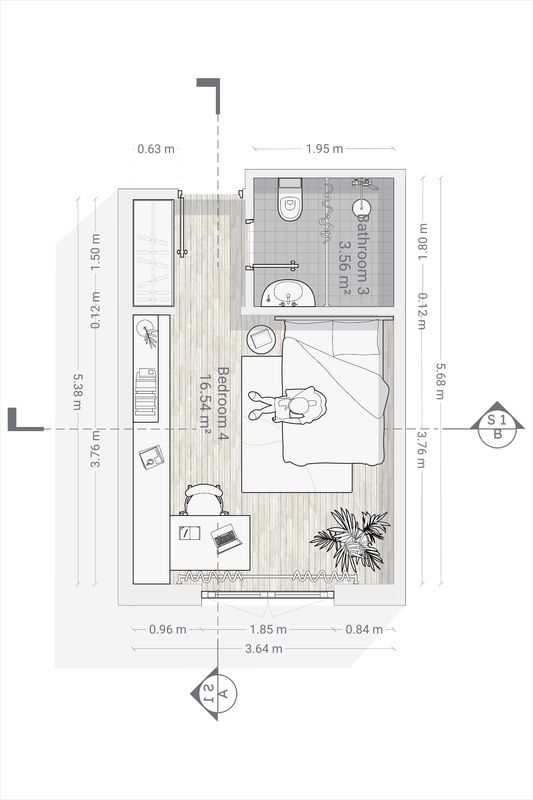 0.63 m
1.95 m
Bathroom 3
3.56 m²
1.50 m
1.80 m
0.12 m
0.12 m
Bedroom 4
16.54 m²
5.38 m
5.68 m
3.76 m
3.76 m
S 1
B
0.96 m
1.85 m
0.84 m
3.64 m
S 1
A